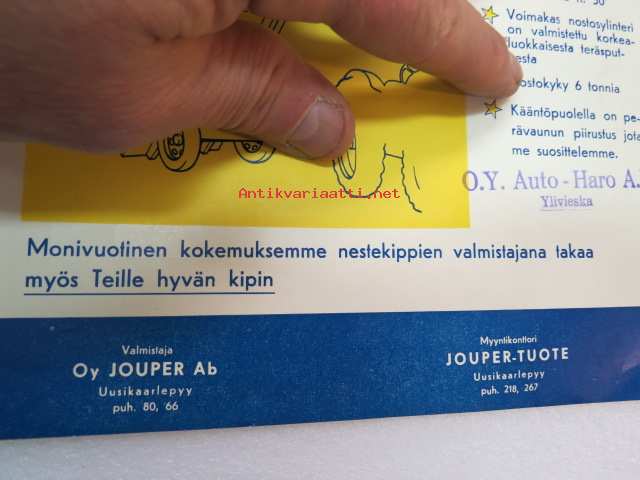 Voimakas nostosylinteri
on valmistettu korkea-
luokkaisesta teräsput-
esta
ostokyky 6 tonnia
Kääntöpuolella on pe-
rävaunun piirustus jota
me suosittelemme.
O.Y. Auto-Haro A.
Ylivieska
Antikvariaatti.net
Monivuotinen kokemuksemme nestekippien valmistajana takaa
myös Teille hyvän kipin
Valmistaja
Oy JOUPER Ab
Uusikaarlepyy
puh. 80, 66
Myyntikonttori
JOUPER-TUOTE
Uusikaarlepyy
puh. 218, 267